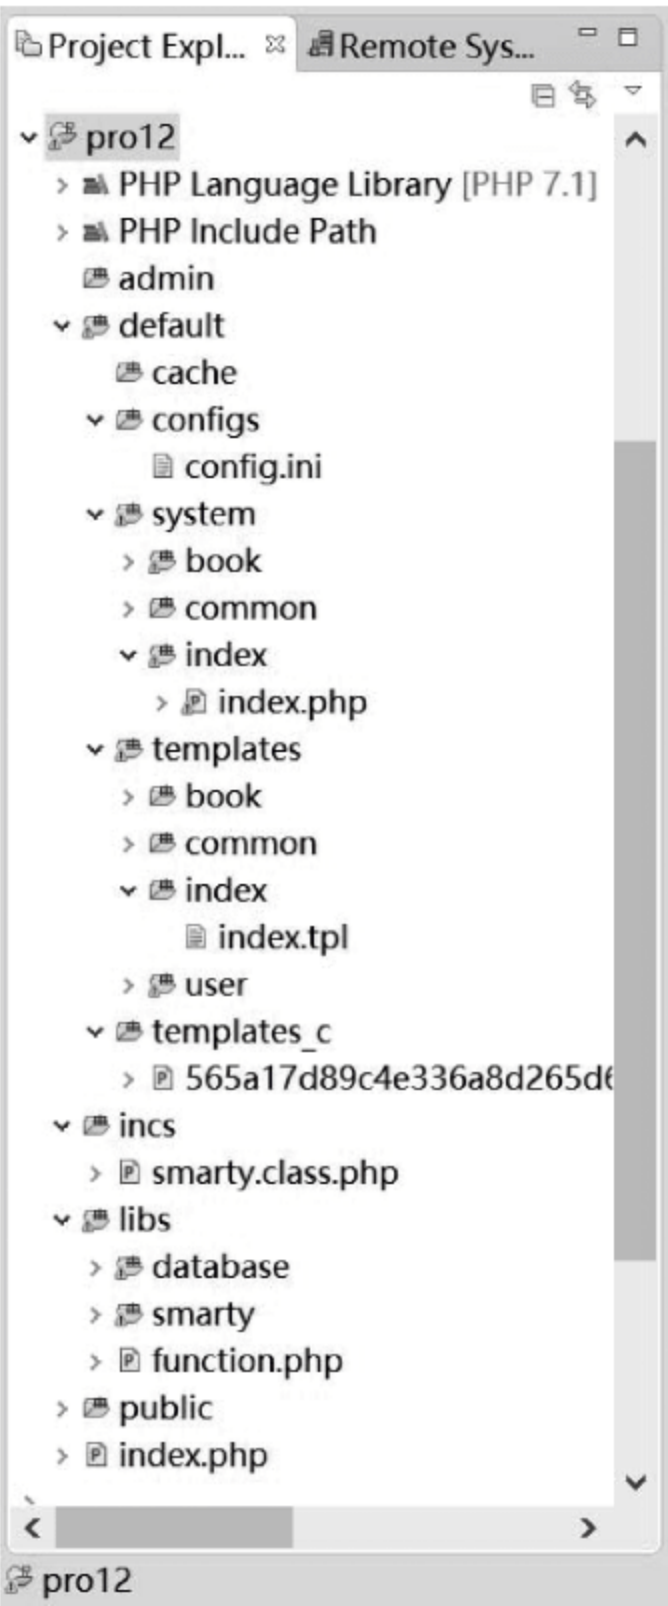 Project Expl... Remote Sys...
pro12
PHP Language Library [PHP 7.1]
PHP Include Path
admin
default
cache
configs
config.ini
system
book
common
index
index.php
templates
book
common
index
index.tpl
user
templates_c
565a17d89c4e336a8d265d6
incs
smarty.class.php
libs
database
smarty
function.php
public
index.php
pro12